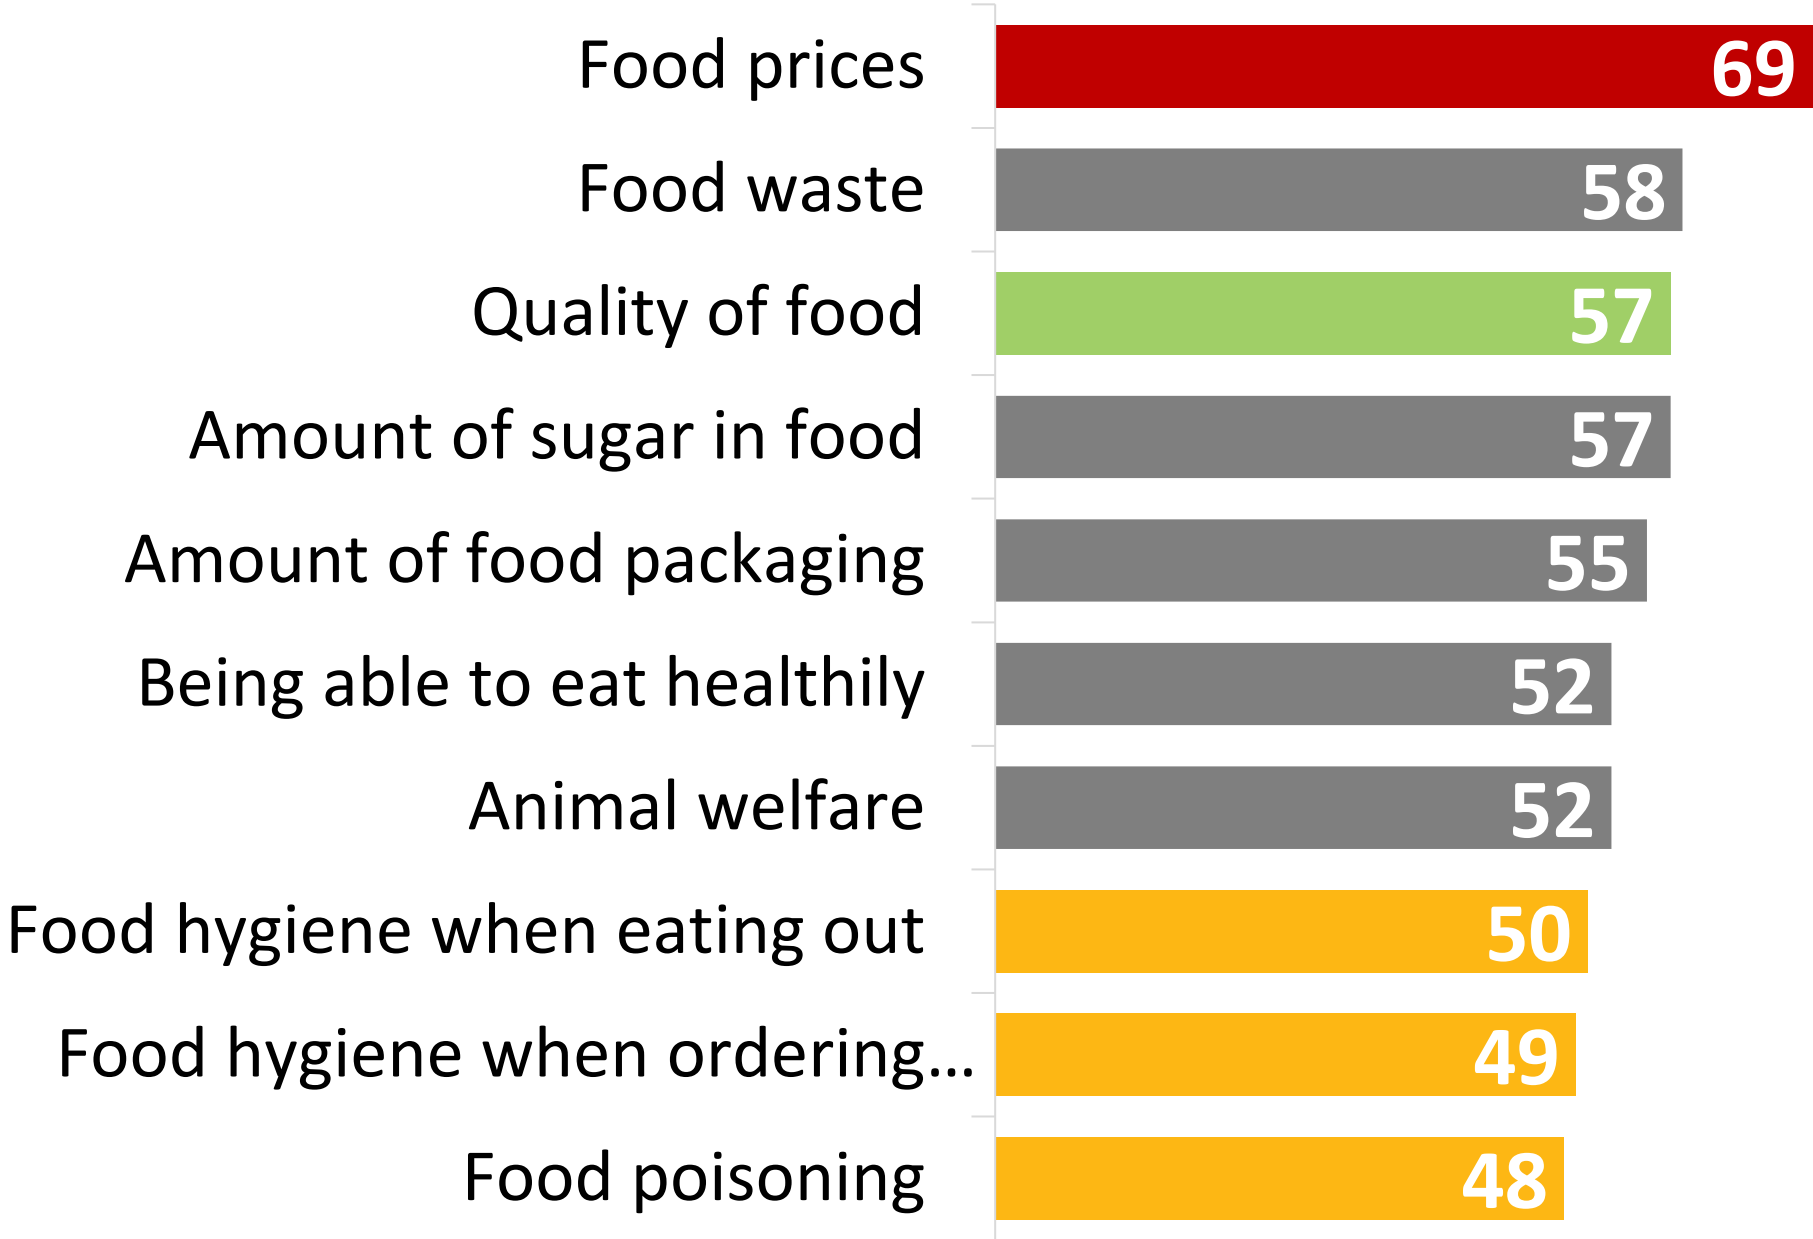 Food prices 69
Food waste 58
Quality of food 57
Amount of sugar in food 57
Amount of food packaging 55
Being able to eat healthily 52
Animal welfare 52
Food hygiene when eating out 50
Food hygiene when ordering... 49
Food poisoning 48